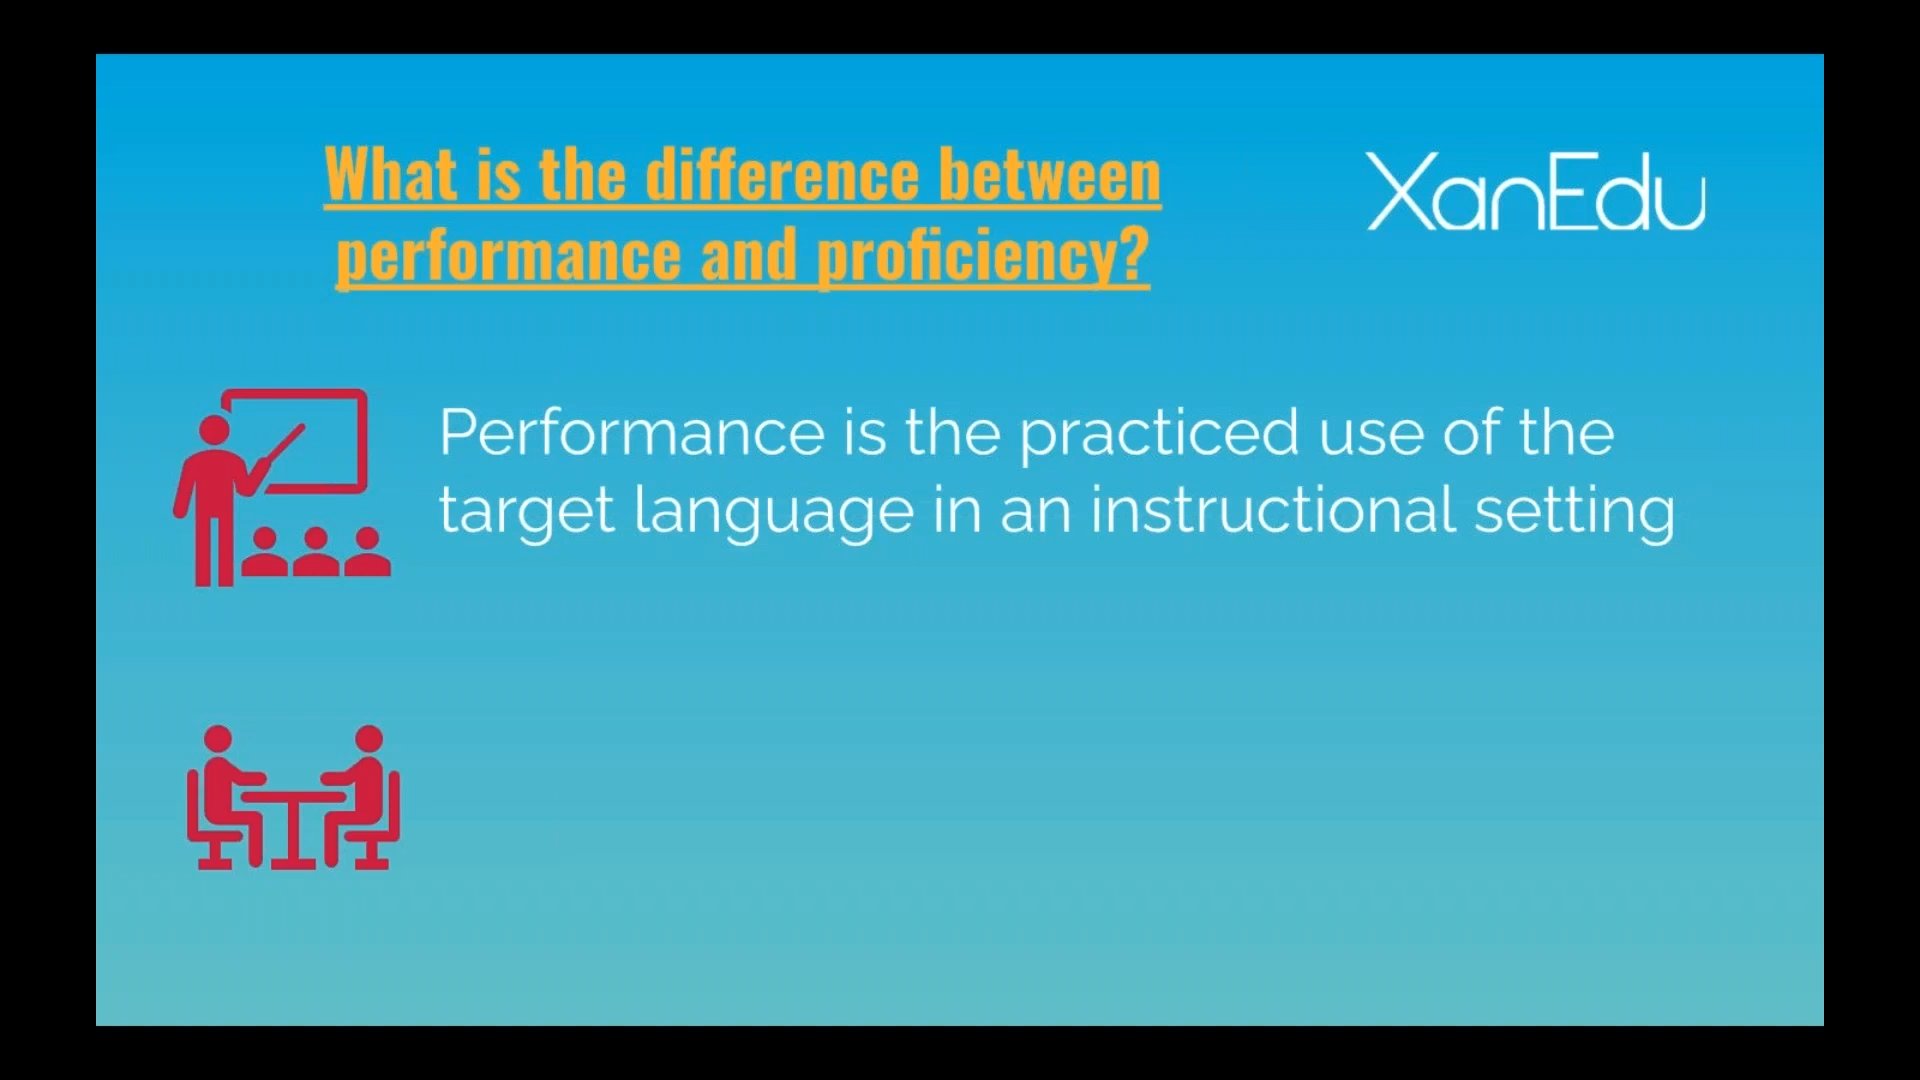 What is the difference between
performance and proficiency?
XanEdu
Performance is the practiced use of the
target language in an instructional setting